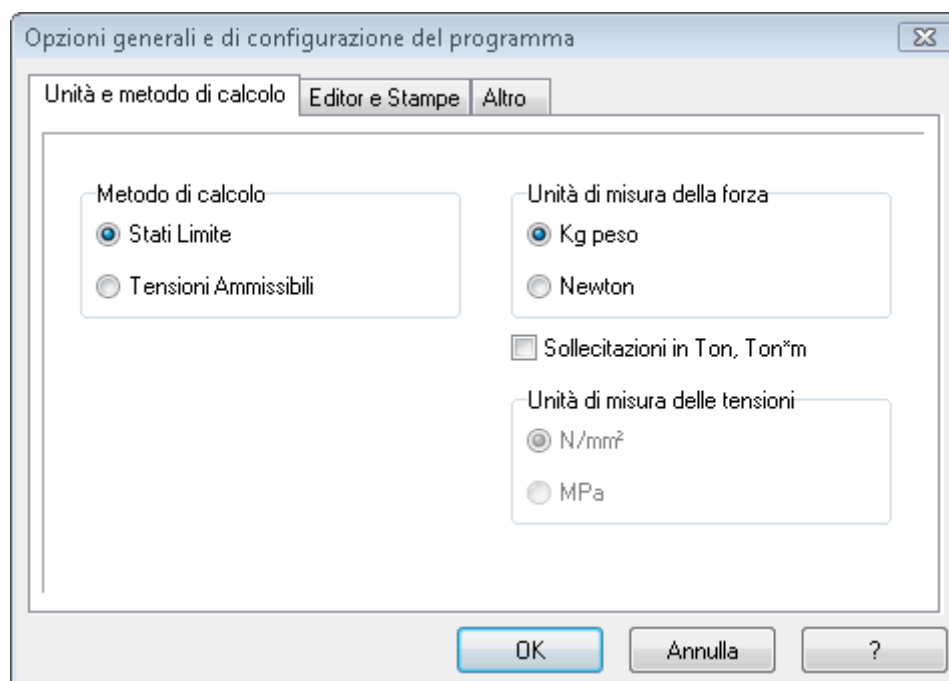 Opzioni generali e di configurazione del programma
Unità e metodo di calcolo
Editor e Stampe
Altro
Metodo di calcolo
Stati Limite
Tensioni Ammissibili
Unità di misura della forza
Kg peso
Newton
Sollecitazioni in Ton, Ton*m
Unità di misura delle tensioni
N/mm²
MPa
OK
Annulla
?